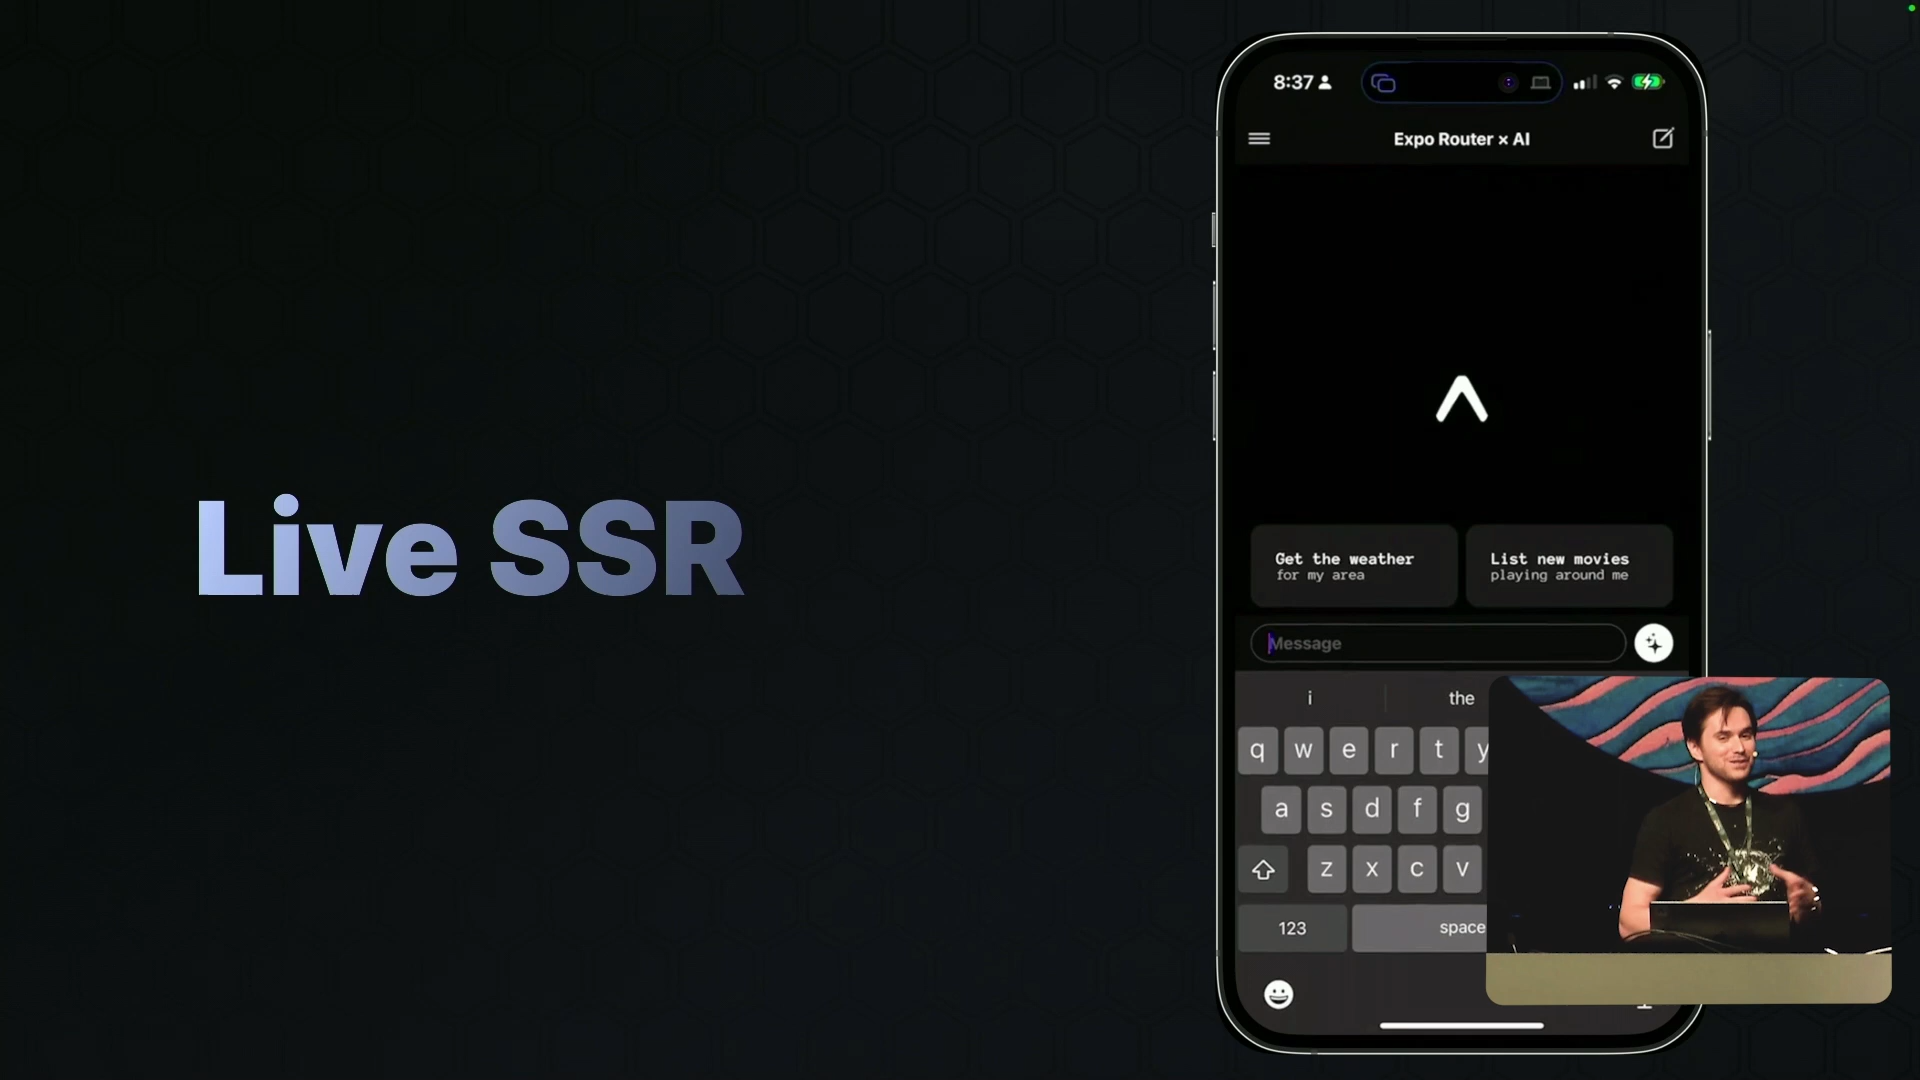 Live SSR
8:37
Expo Router × AI
Get the weather
for my area
List new movies
playing around me
Message
i
the
q w e r t y
a s d f g
z x c v
123
space